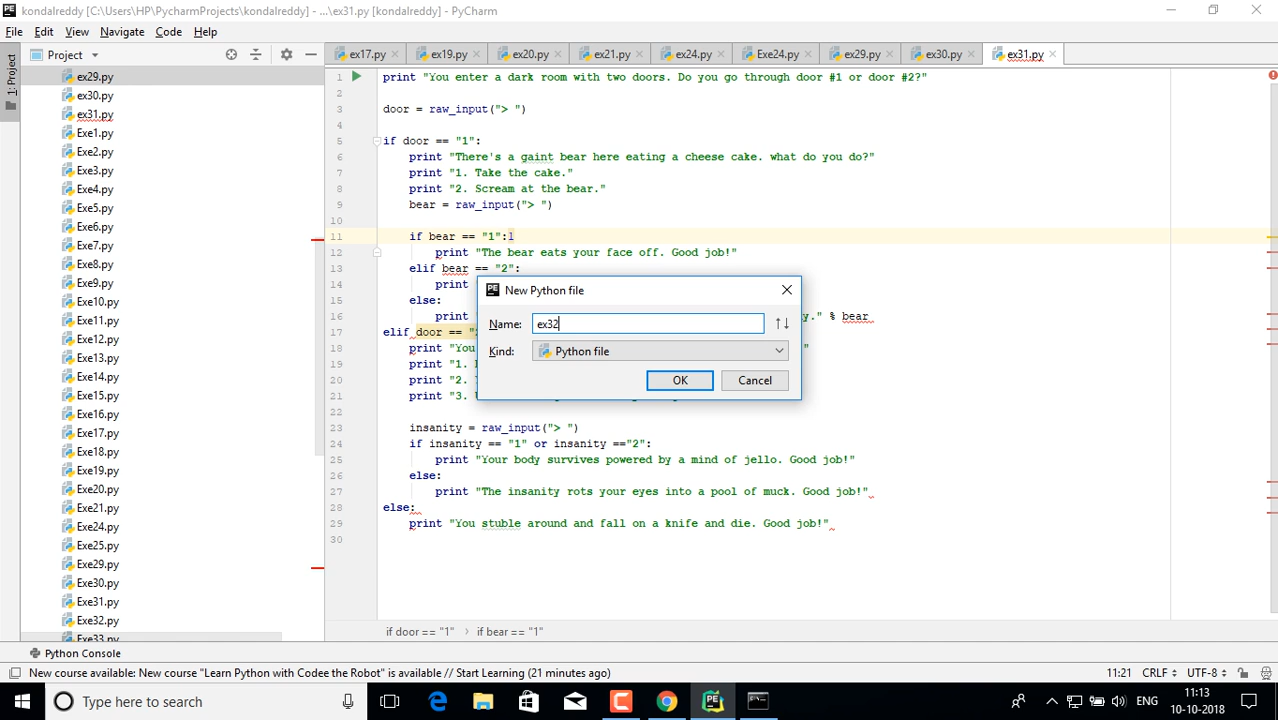 kondalreddy [C:\Users\HP\PycharmProjects\kondalreddy] - ...\ex31.py [kondalreddy] - PyCharm
File Edit View Navigate Code Help
1: Project
Project
ex17.py ex19.py ex20.py ex21.py ex24.py Exe24.py ex29.py ex30.py ex31.py
ex29.py
ex30.py
ex31.py
Exe1.py
Exe2.py
Exe3.py
Exe4.py
Exe5.py
Exe6.py
Exe7.py
Exe8.py
Exe9.py
Exe10.py
Exe11.py
Exe12.py
Exe13.py
Exe14.py
Exe15.py
Exe16.py
Exe17.py
Exe18.py
Exe19.py
Exe20.py
Exe21.py
Exe24.py
Exe25.py
Exe29.py
Exe30.py
Exe31.py
Exe32.py
Exe33.py
1 print "You enter a dark room with two doors. Do you go through door #1 or door #2?"
2
3 door = raw_input("> ")
4
5 if door == "1":
6 print "There's a gaint bear here eating a cheese cake. what do you do?"
7 print "1. Take the cake."
8 print "2. Scream at the bear."
9 bear = raw_input("> ")
10
11 if bear == "1":l
12 print "The bear eats your face off. Good job!"
13 elif bear == "2":
14 print
15 else:
16 print y." % bear
17 elif door == "
18 print "You "
19 print "1.
20 print "2.
21 print "3.
22
23 insanity = raw_input("> ")
24 if insanity == "1" or insanity =="2":
25 print "Your body survives powered by a mind of jello. Good job!"
26 else:
27 print "The insanity rots your eyes into a pool of muck. Good job!"
28 else:
29 print "You stuble around and fall on a knife and die. Good job!"
30
New Python file
Name: ex32
Kind: Python file
OK Cancel
if door == "1" › if bear == "1"
Python Console
New course available: New course "Learn Python with Codee the Robot" is available // Start Learning (21 minutes ago) 11:21 CRLF UTF-8
Type here to search
ENG
11:13
10-10-2018